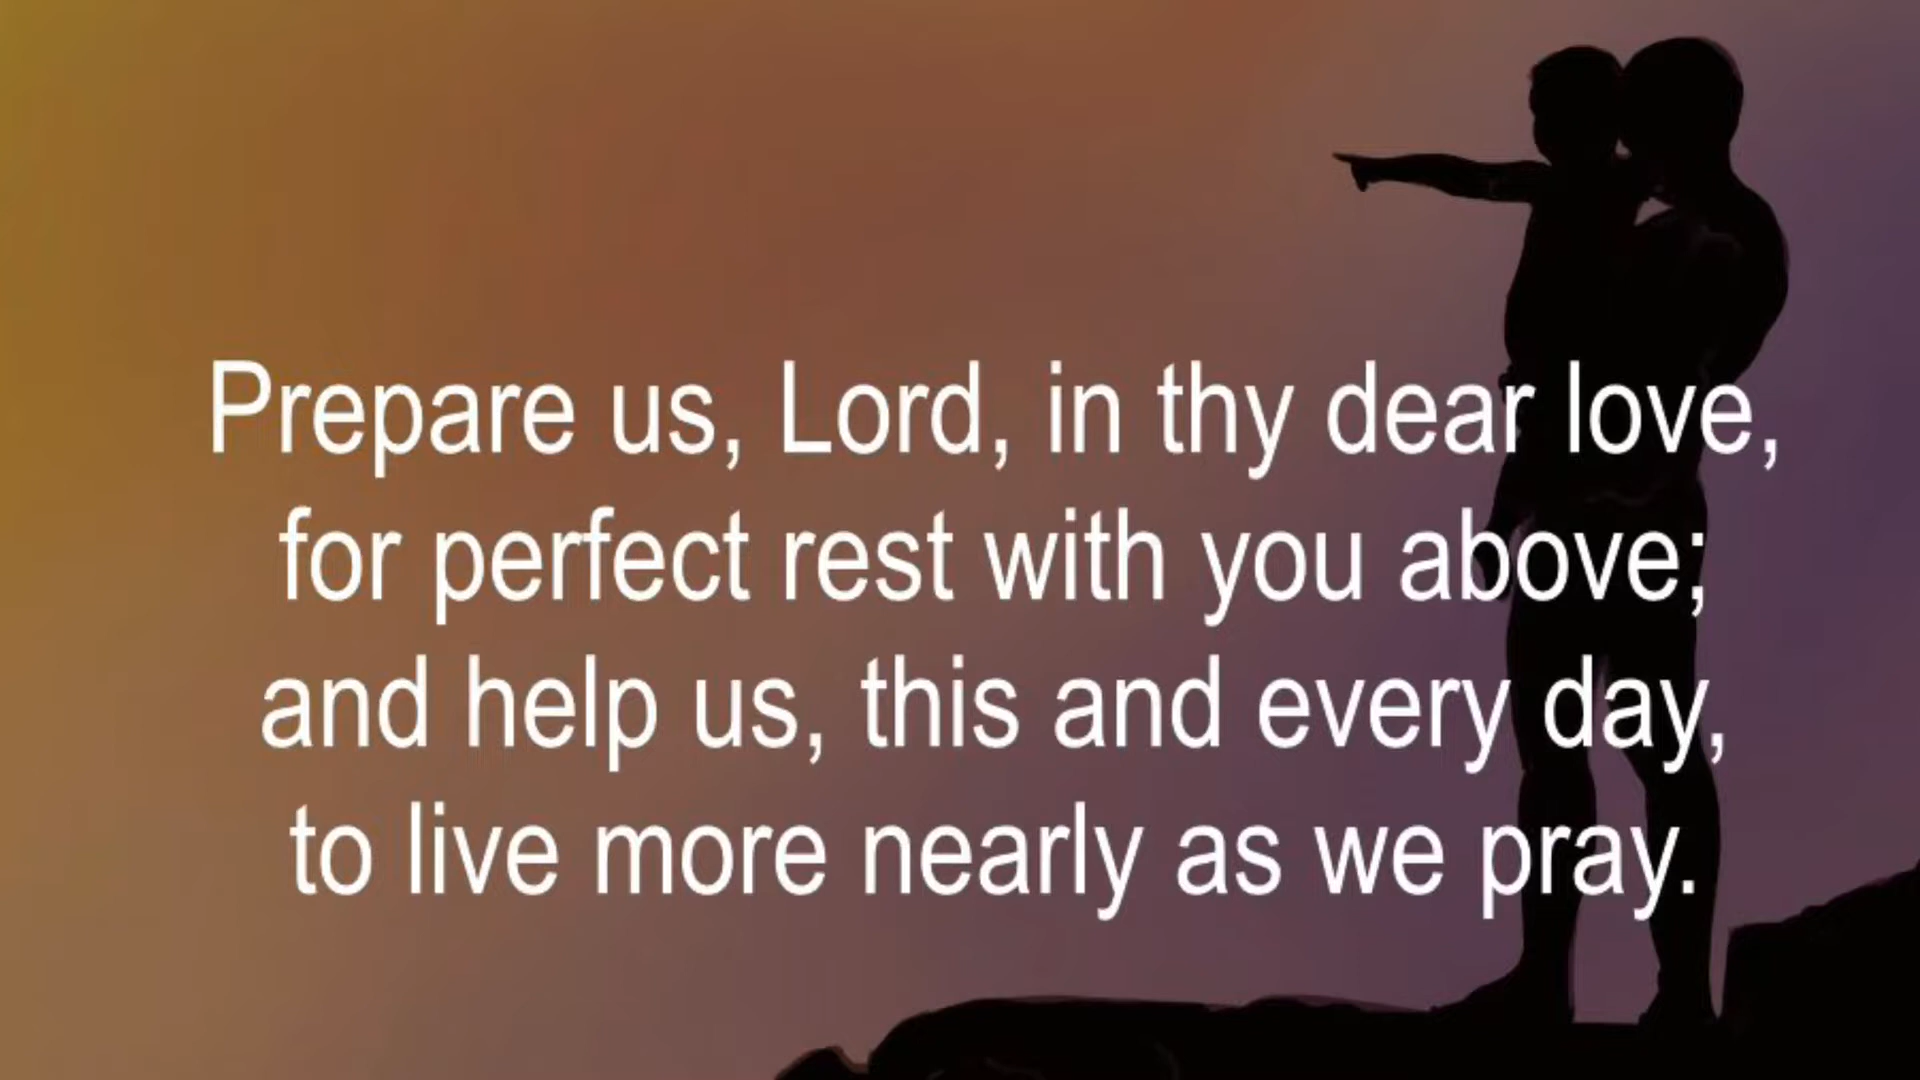 Prepare us, Lord, in thy dear love,
for perfect rest with you above;
and help us, this and every day,
to live more nearly as we pray.